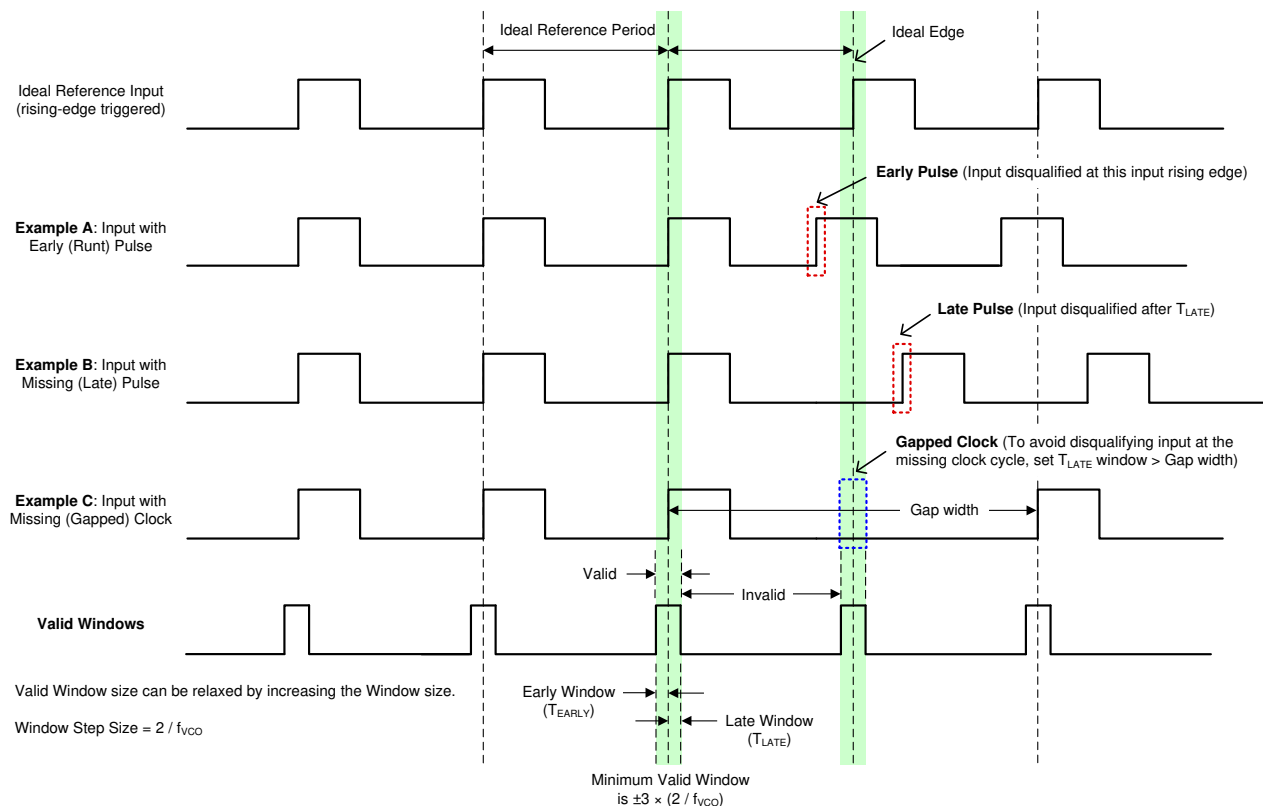 Ideal Reference Period
Ideal Edge
Ideal Reference Input
(rising-edge triggered)
Early Pulse (Input disqualified at this input rising edge)
Example A: Input with
Early (Runt) Pulse
Late Pulse (Input disqualified after TLATE)
Example B: Input with
Missing (Late) Pulse
Gapped Clock (To avoid disqualifying input at the
missing clock cycle, set TLATE window > Gap width)
Example C: Input with
Missing (Gapped) Clock
Gap width
Valid
Invalid
Valid Windows
Valid Window size can be relaxed by increasing the Window size.
Window Step Size = 2 / fVCO
Early Window
(TEARLY)
Late Window
(TLATE)
Minimum Valid Window
is ±3 × (2 / fVCO)